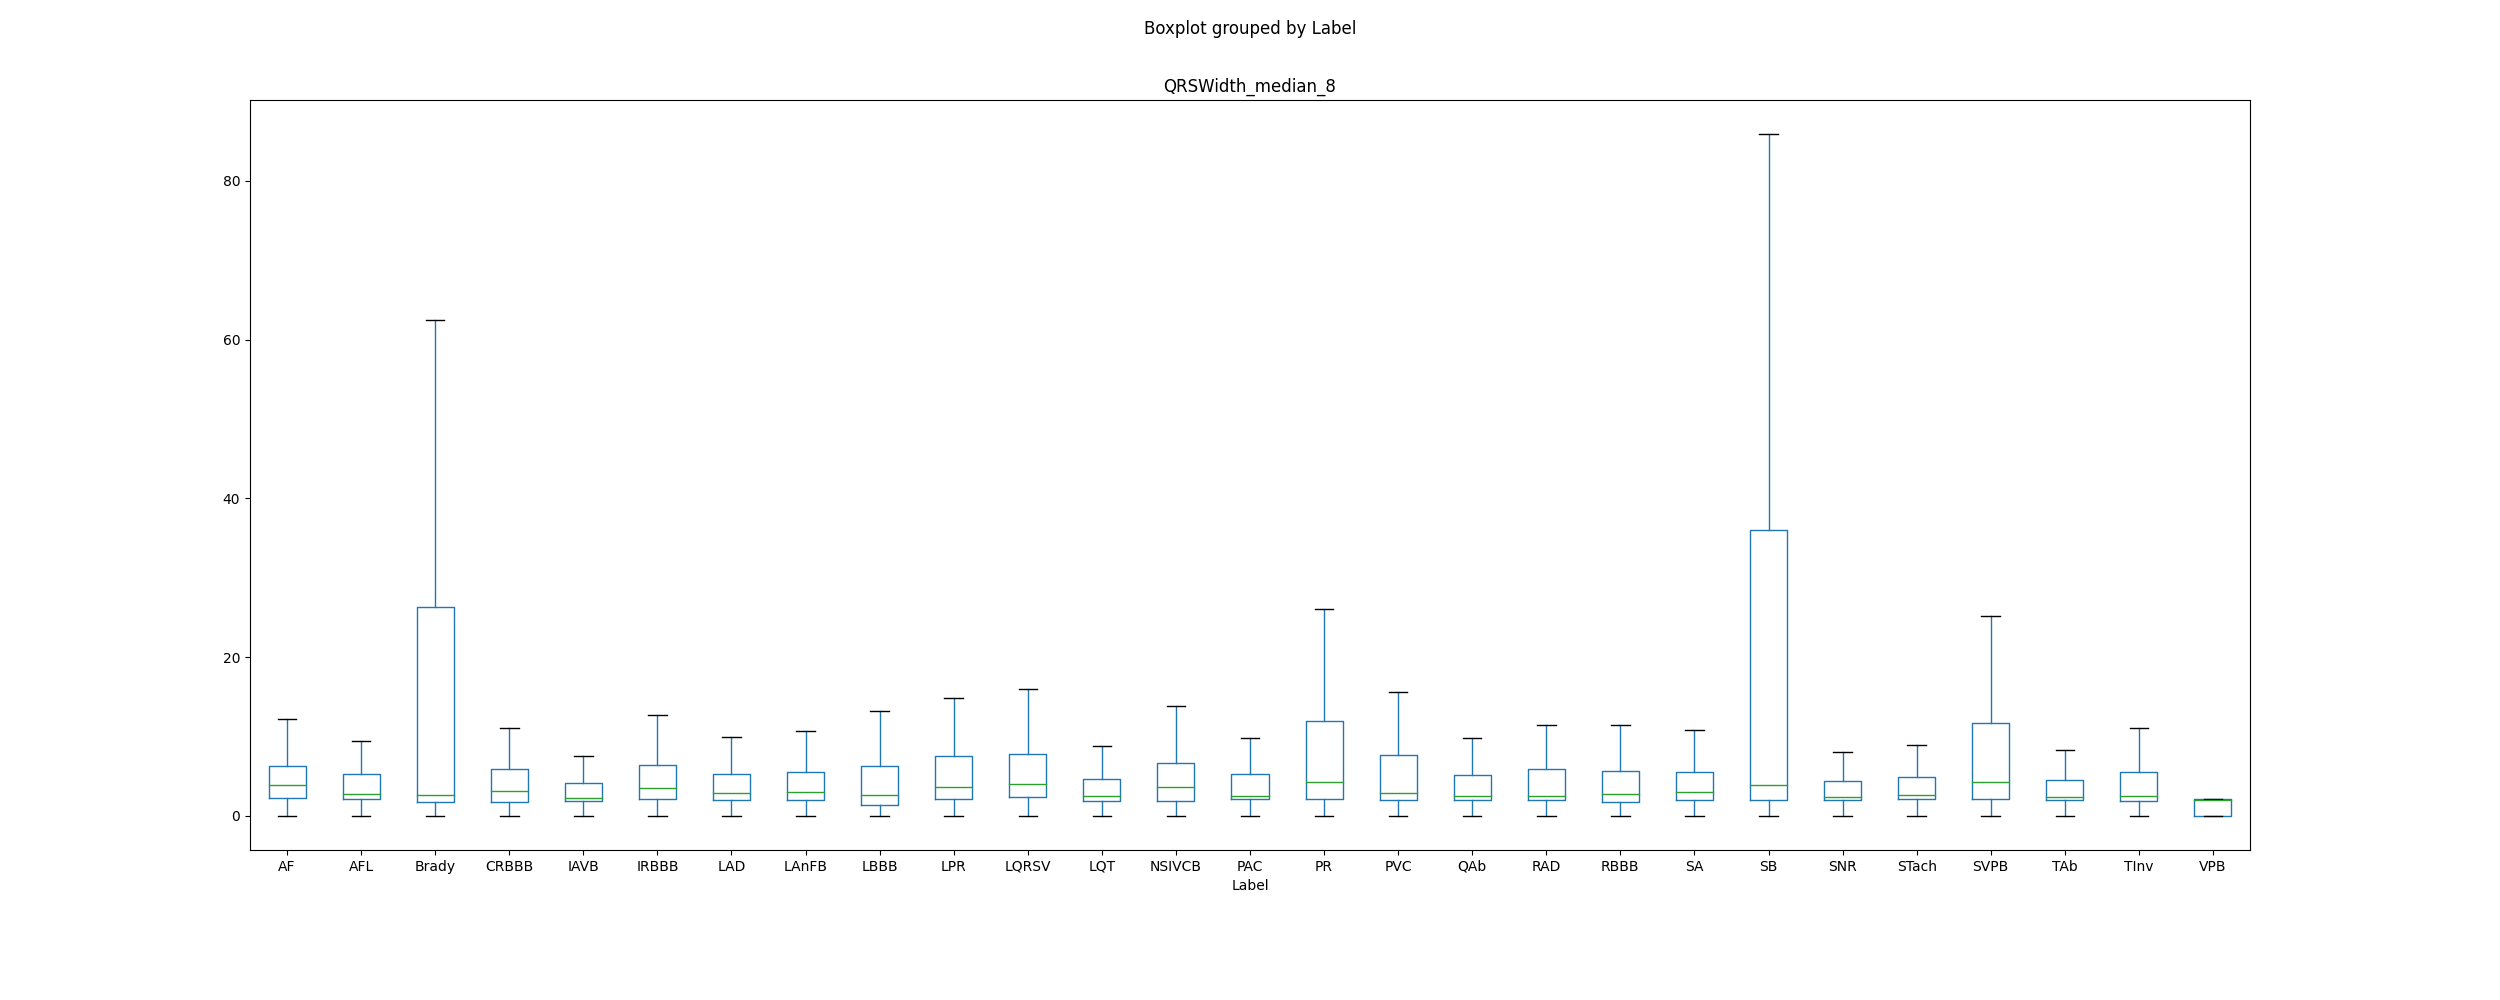 Boxplot grouped by Label
QRSWidth_median_8
80
60
40
20
0
AF AFL Brady CRBBB IAVB IRBBB LAD LAnFB LBBB LPR LQRSV LQT NSIVCB PAC PR PVC QAb RAD RBBB SA SB SNR STach SVPB TAb TInv VPB
Label